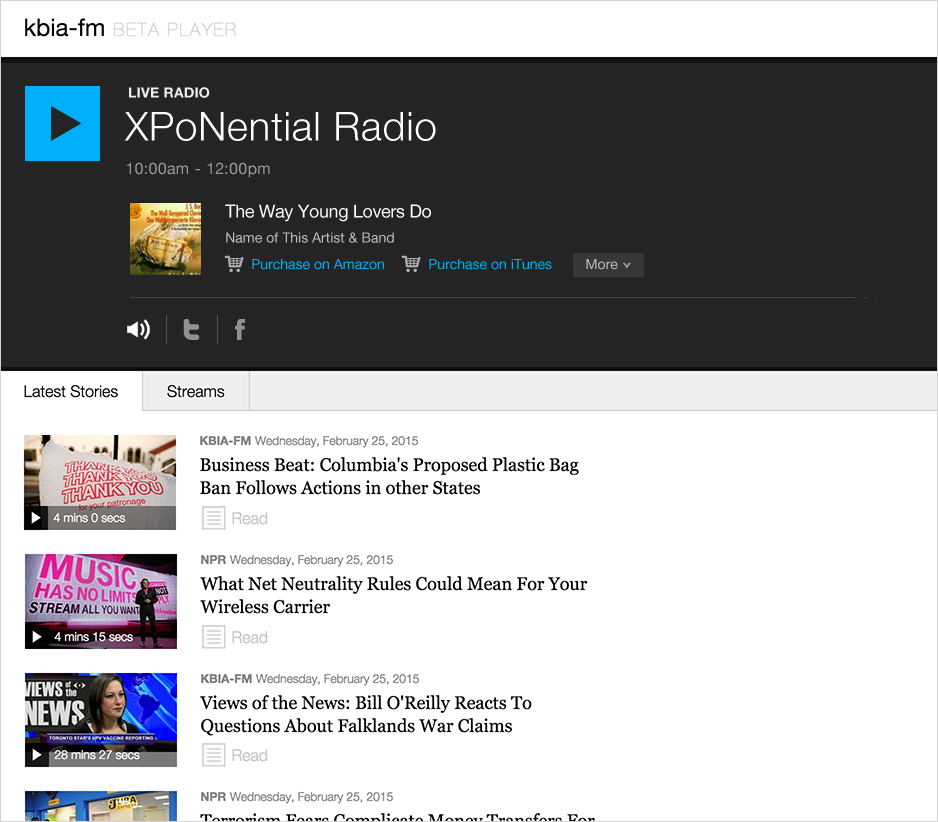 kbia-fm BETA PLAYER
LIVE RADIO
XPoNential Radio
10:00am - 12:00pm
The Way Young Lovers Do
Name of This Artist & Band
Purchase on Amazon Purchase on iTunes More
Latest Stories Streams
KBIA-FM Wednesday, February 25, 2015
Business Beat: Columbia's Proposed Plastic Bag
Ban Follows Actions in other States
Read
THANK YOU
THANK YOU
THANK YOU
for your patronage
4 mins 0 secs
NPR Wednesday, February 25, 2015
What Net Neutrality Rules Could Mean For Your
Wireless Carrier
Read
MUSIC
HAS NO LIMITS
STREAM ALL YOU WANT
4 mins 15 secs
KBIA-FM Wednesday, February 25, 2015
Views of the News: Bill O'Reilly Reacts To
Questions About Falklands War Claims
Read
VIEWS of the
NEWS
TORONTO STAR'S HPV VACCINE REPORTING
28 mins 27 secs
NPR Wednesday, February 25, 2015
Terrorism Fears Complicate Money Transfers For